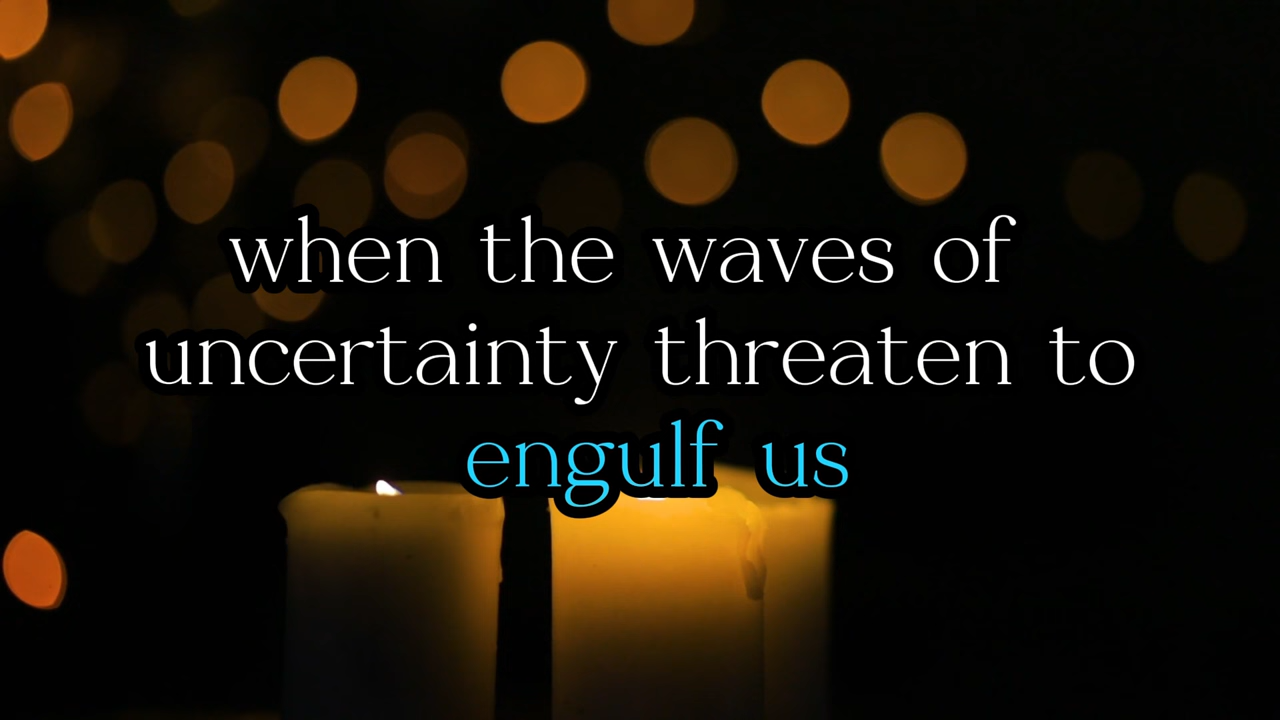 when the waves of
uncertainty threaten to
engulf us